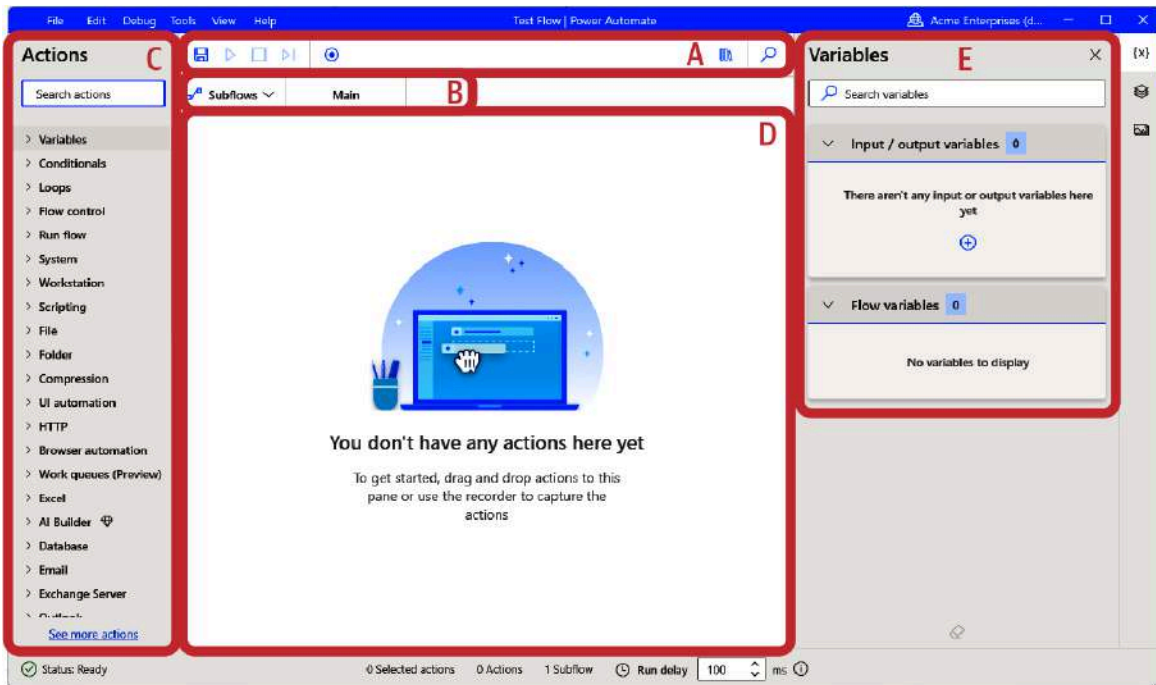 File Edit Debug Tools View Help Test Flow | Power Automate Acme Enterprises (d...
Actions C
A
Variables E
{x}
Search actions
Subflows Main B
Search variables
D
Variables
Conditionals
Loops
Flow control
Run flow
System
Workstation
Scripting
File
Folder
Compression
UI automation
HTTP
Browser automation
Work queues (Preview)
Excel
AI Builder
Database
Email
Exchange Server
Outlook
See more actions
You don't have any actions here yet
To get started, drag and drop actions to this
pane or use the recorder to capture the
actions
Input / output variables 0
There aren't any input or output variables here
yet
Flow variables 0
No variables to display
Status: Ready 0 Selected actions 0 Actions 1 Subflow Run delay 100 ms